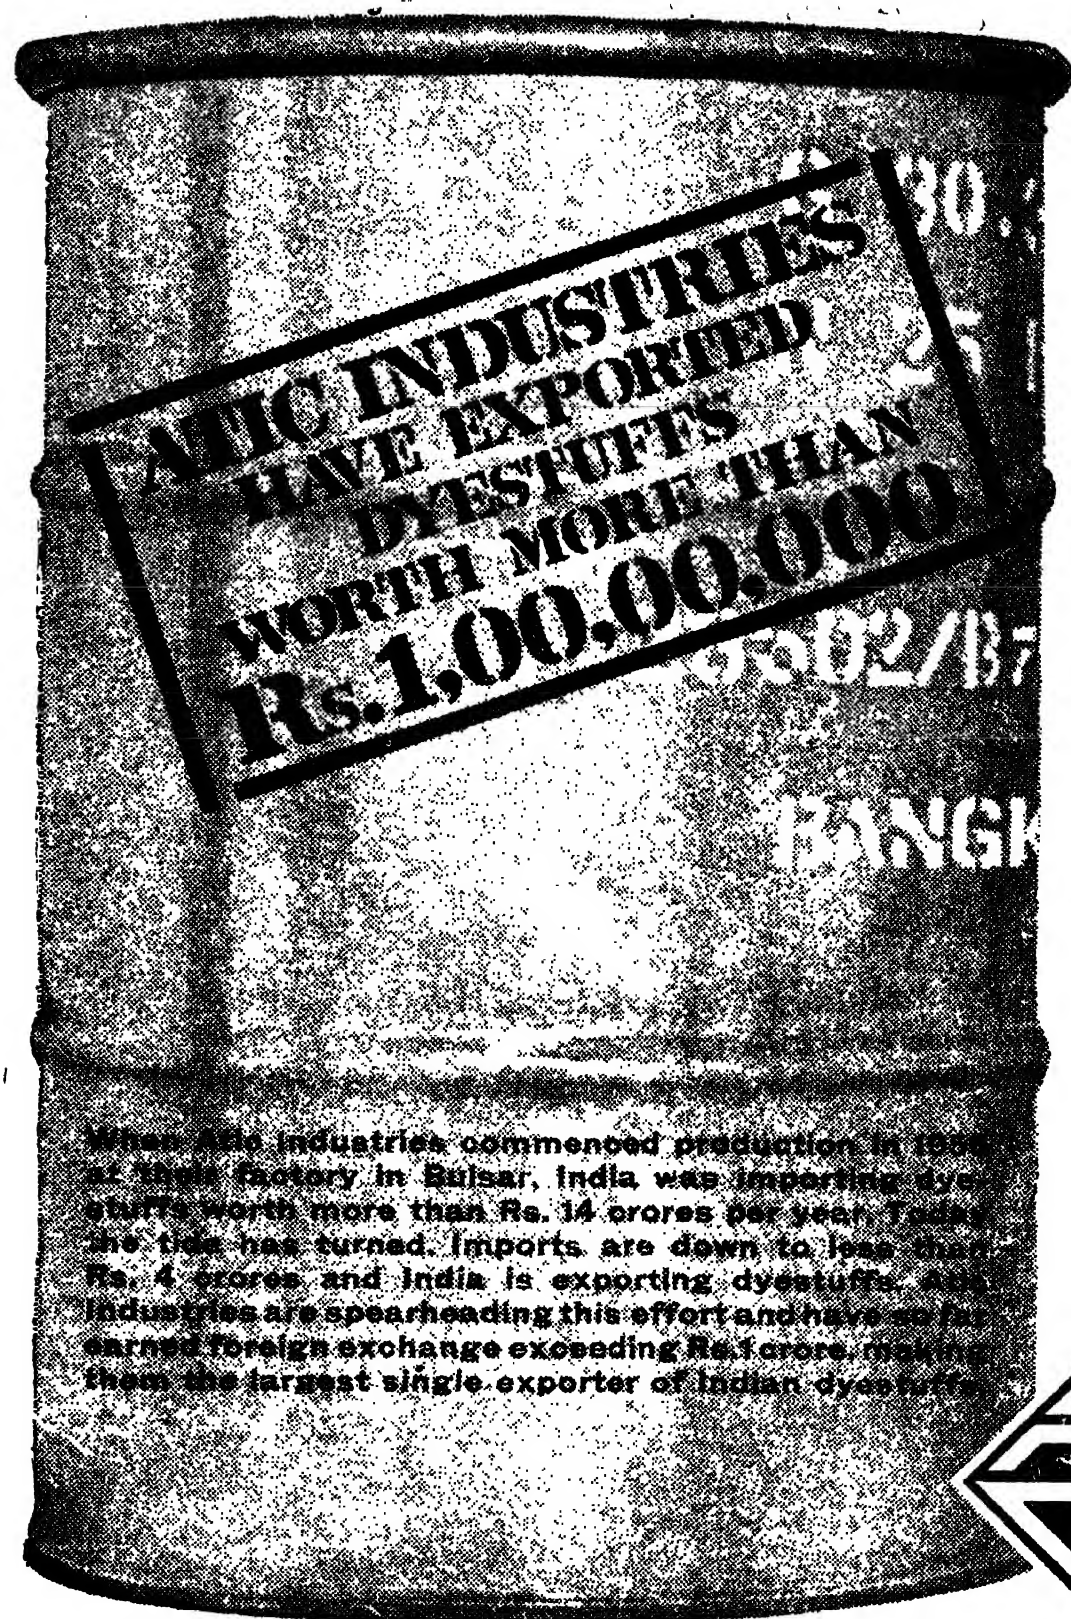 30.
25
ATIC INDUSTRIES
HAVE EXPORTED
DYESTUFFS
WORTH MORE THAN
Rs.1,00,00.000
02/B7
BANGK
When Atic Industries commenced production in
at their factory in Bulsar, India was importing dye-
stuffs worth more than Rs. 14 crores per year. Today
the tide has turned. Imports are down to less than
Rs. 4 crores and India is exporting dyestuffs. Atic
Industries are spearheading this effort and have so far
earned foreign exchange exceeding Rs.1 crore, making
them the largest single exporter of Indian dyestuffs.